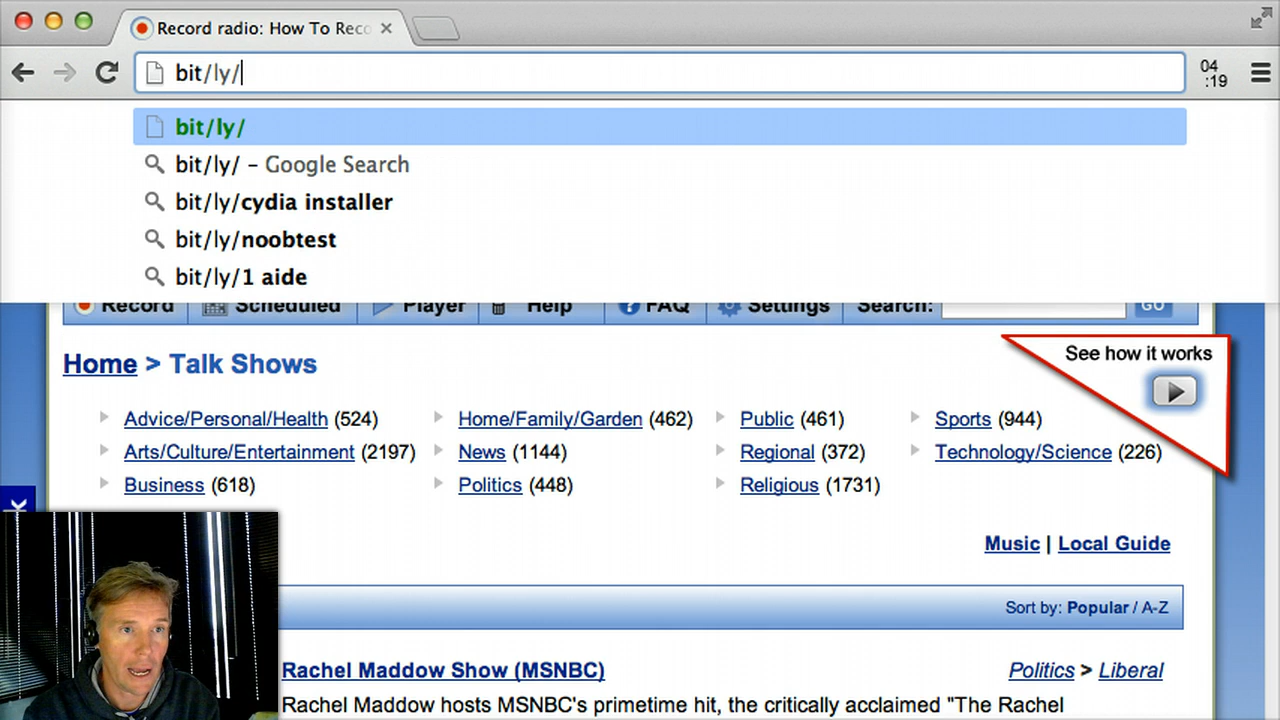 Record radio: How To Reco
bit/ly/
04
:19
bit/ly/
bit/ly/ – Google Search
bit/ly/cydia installer
bit/ly/noobtest
bit/ly/1 aide
Record Scheduled Player Help FAQ Settings Search: GO
Home > Talk Shows
See how it works
Advice/Personal/Health (524) Home/Family/Garden (462) Public (461) Sports (944)
Arts/Culture/Entertainment (2197) News (1144) Regional (372) Technology/Science (226)
Business (618) Politics (448) Religious (1731)
Music | Local Guide
Sort by: Popular / A-Z
Rachel Maddow Show (MSNBC) Politics > Liberal
Rachel Maddow hosts MSNBC's primetime hit, the critically acclaimed "The Rachel